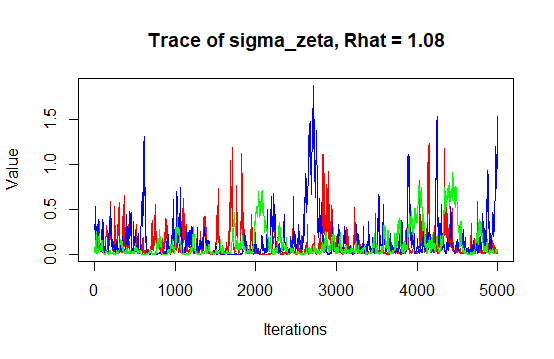 Trace of sigma_zeta, Rhat = 1.08
Value
0.0 0.5 1.0 1.5
0 1000 2000 3000 4000 5000
Iterations